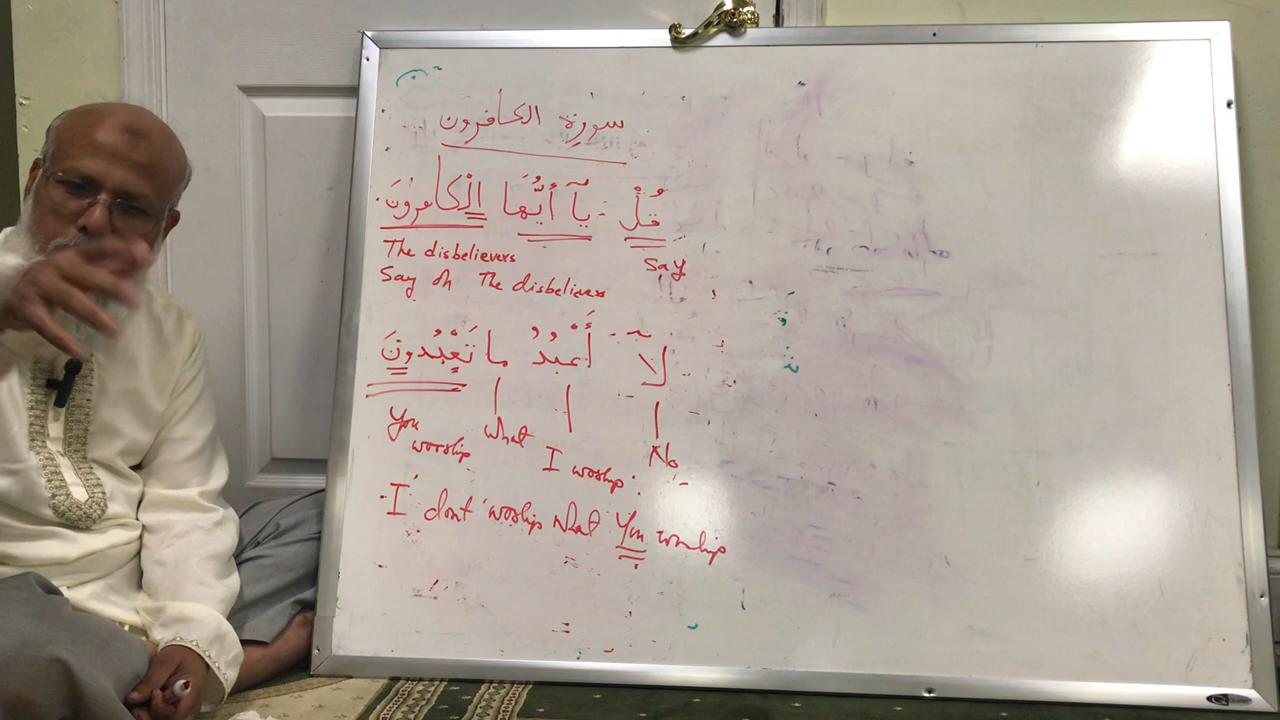 سورة الكافرون
قُلْ : يَآ أَيُّهَا الْكَافِرُوْنَ
The disbelievers Say
Say oh The disbelievers
لَآ أَعْبُدُ مَا تَعْبُدُونَ
You worship what I worship No
I dont worship what You worship